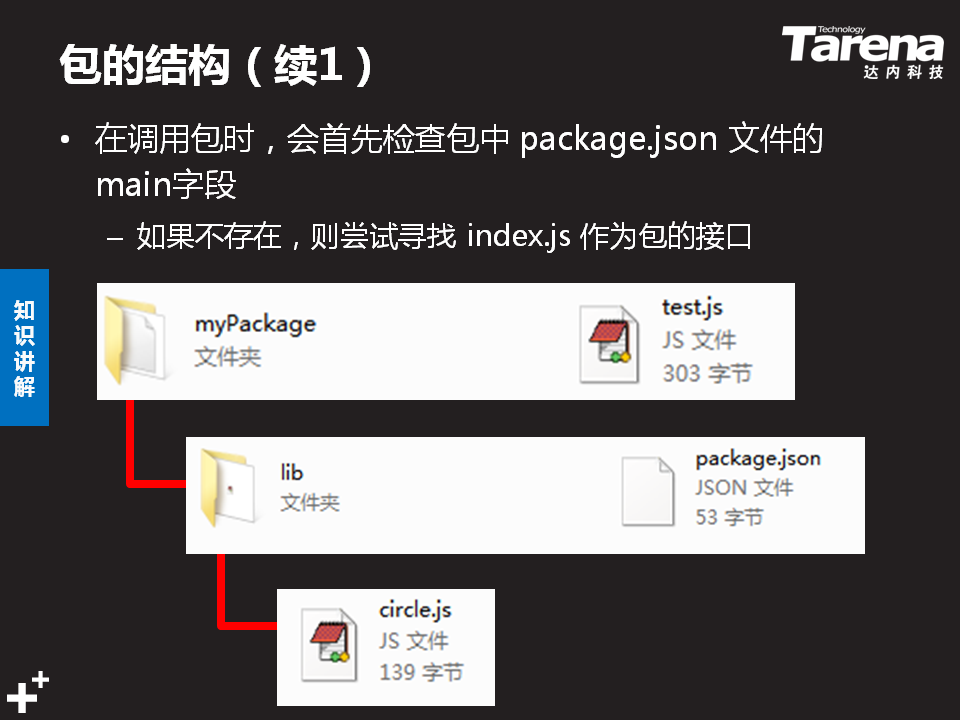 包的结构（续1）
Technology
Tarena
达内科技
• 在调用包时，会首先检查包中 package.json 文件的
main字段
– 如果不存在，则尝试寻找 index.js 作为包的接口
知识讲解
myPackage
文件夹
test.js
JS 文件
303 字节
lib
文件夹
package.json
JSON 文件
53 字节
circle.js
JS 文件
139 字节